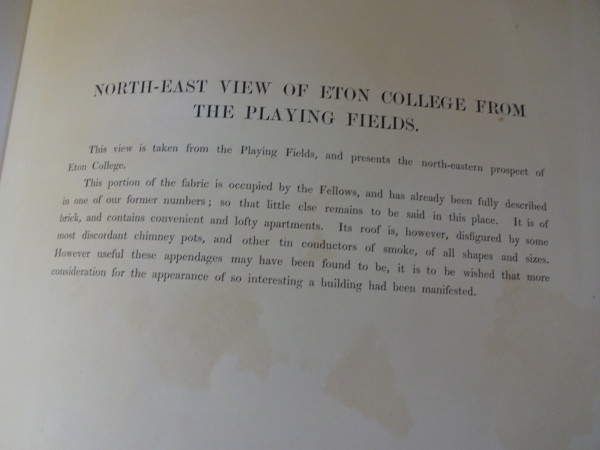 NORTH-EAST VIEW OF ETON COLLEGE FROM
THE PLAYING FIELDS.
This view is taken from the Playing Fields, and presents the north-eastern prospect of
Eton College.
This portion of the fabric is occupied by the Fellows, and has already been fully described
in one of our former numbers; so that little else remains to be said in this place. It is of
brick, and contains convenient and lofty apartments. Its roof is, however, disfigured by some
most discordant chimney pots, and other tin conductors of smoke, of all shapes and sizes.
However useful these appendages may have been found to be, it is to be wished that more
consideration for the appearance of so interesting a building had been manifested.